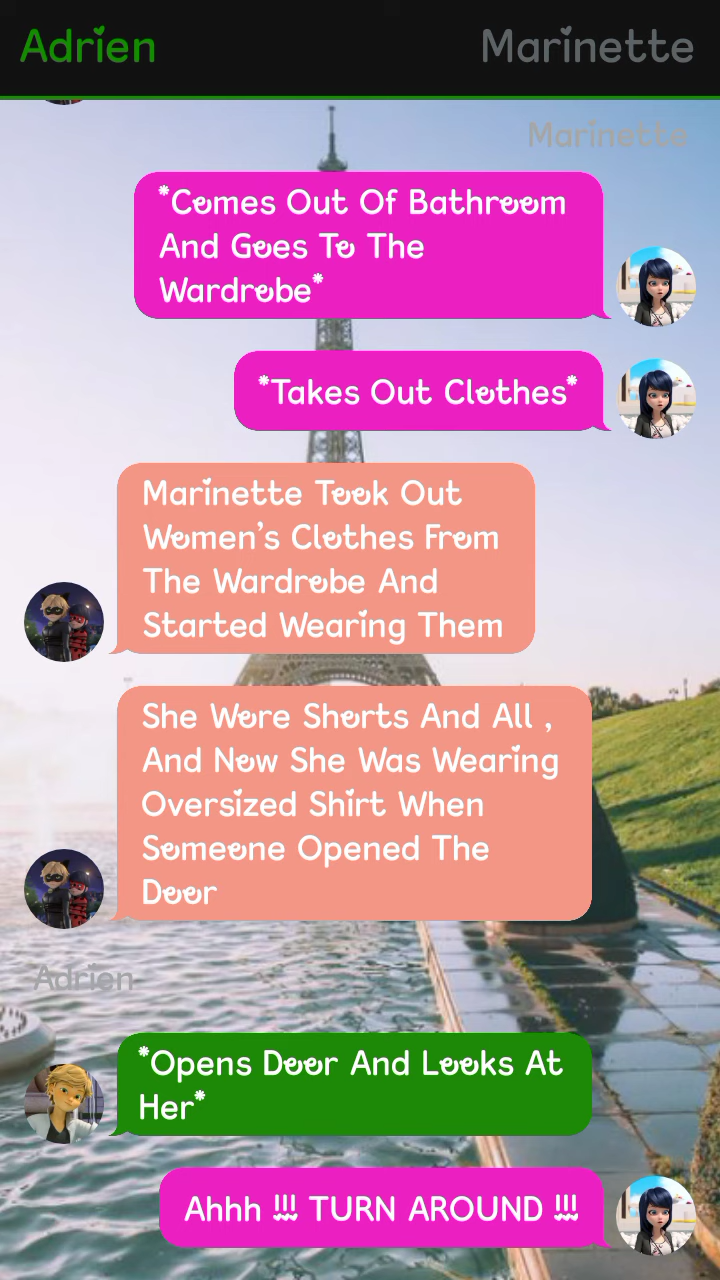 Adrien
Marinette
Marinette
*Comes Out Of Bathroom
And Goes To The
Wardrobe*
*Takes Out Clothes*
Marinette Took Out
Women's Clothes From
The Wardrobe And
Started Wearing Them
She Wore Shorts And All ,
And Now She Was Wearing
Oversized Shirt When
Someone Opened The
Door
Adrien
*Opens Door And Looks At
Her*
Ahhh !!! TURN AROUND !!!